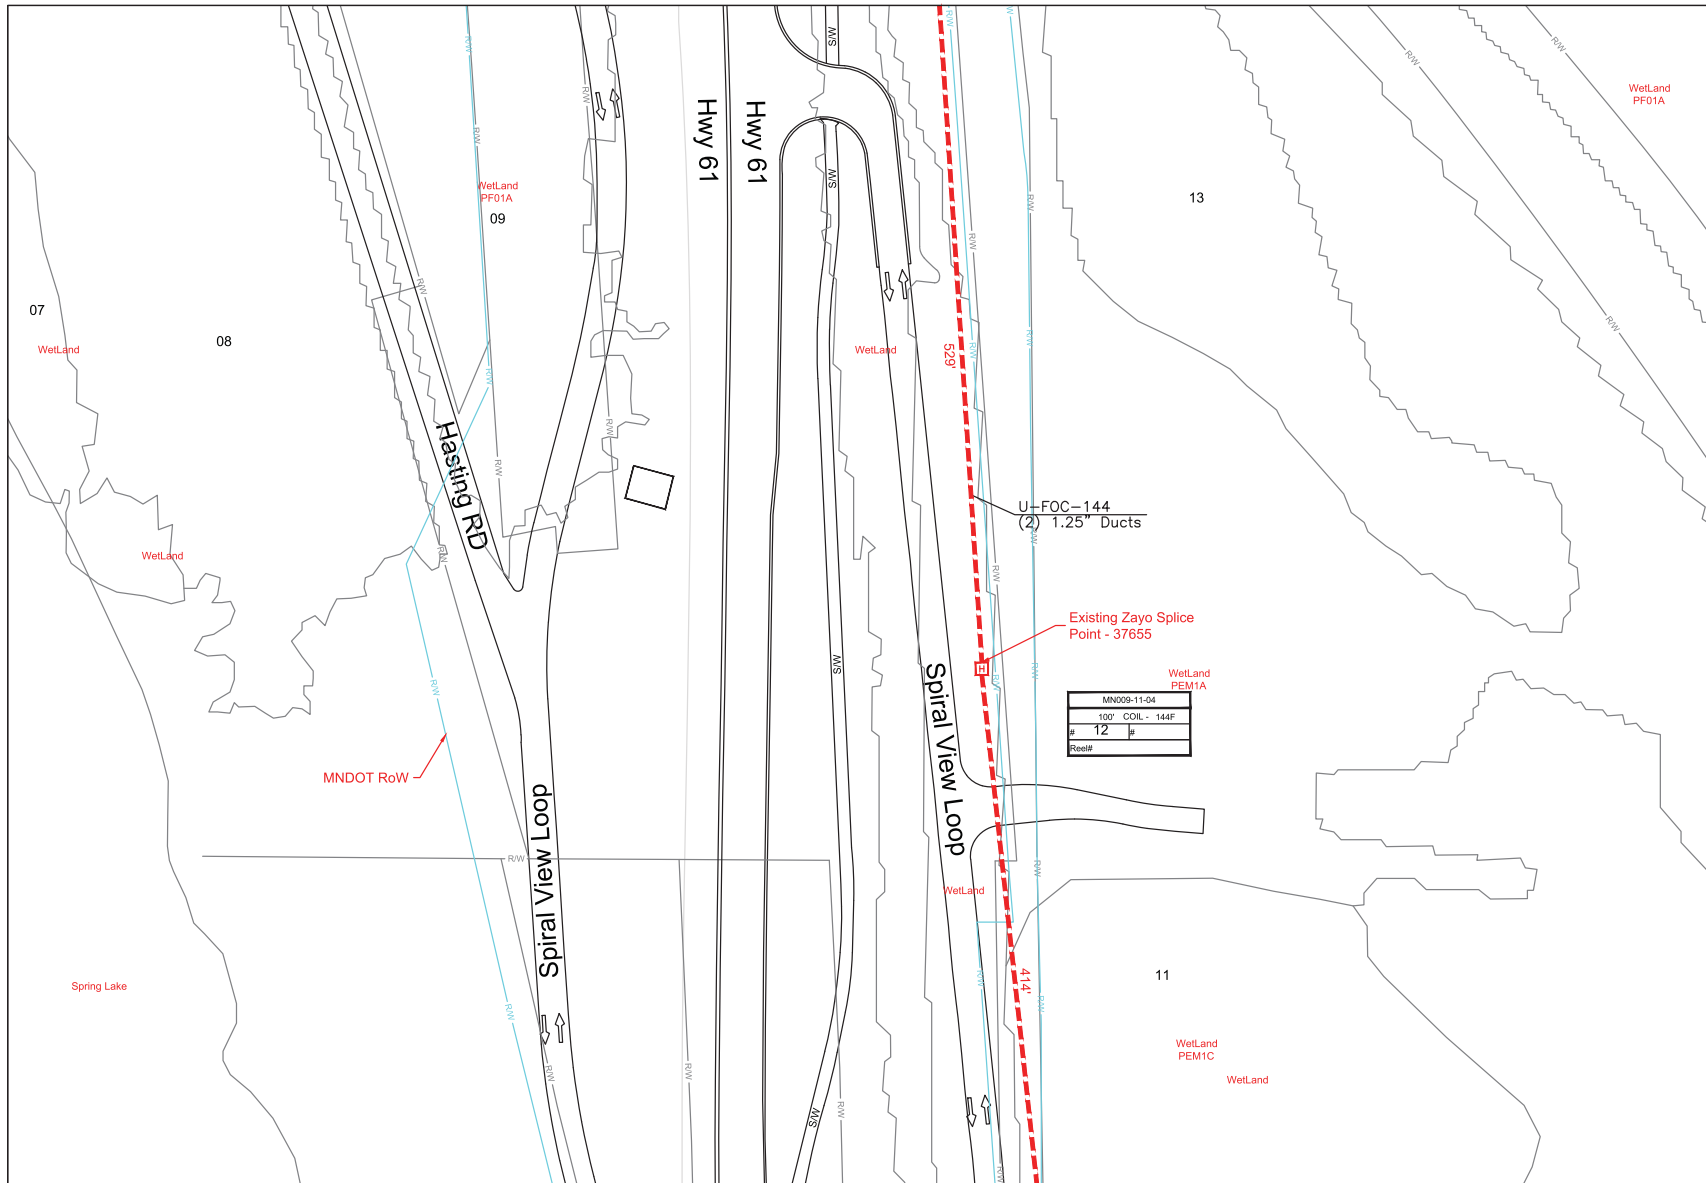 S/W
R/W
R/W
R/W
R/W
R/W
R/W
WetLand
PF01A
Hwy 61
Hwy 61
R/W
R/W
S/W
WetLand
PF01A
09
13
R/W
R/W
R/W
07
08
WetLand
WetLand
529'
R/W
R/W
R/W
R/W
Hasting RD
R/W
R/W
U-FOC-144
(2) 1.25" Ducts
R/W
WetLand
R/W
R/W
Existing Zayo Splice
Point - 37655
H
S/W
R/W
R/W
R/W
WetLand
PEM1A
MN009-11-04
100' COIL - 144F
# 12 #
Reel#
Spiral View Loop
MNDOT RoW
Spiral View Loop
R/W
R/W
WetLand
11
414'
R/W
R/W
Spring Lake
R/W
WetLand
PEM1C
WetLand
R/W
R/W
R/W
S/W
R/W